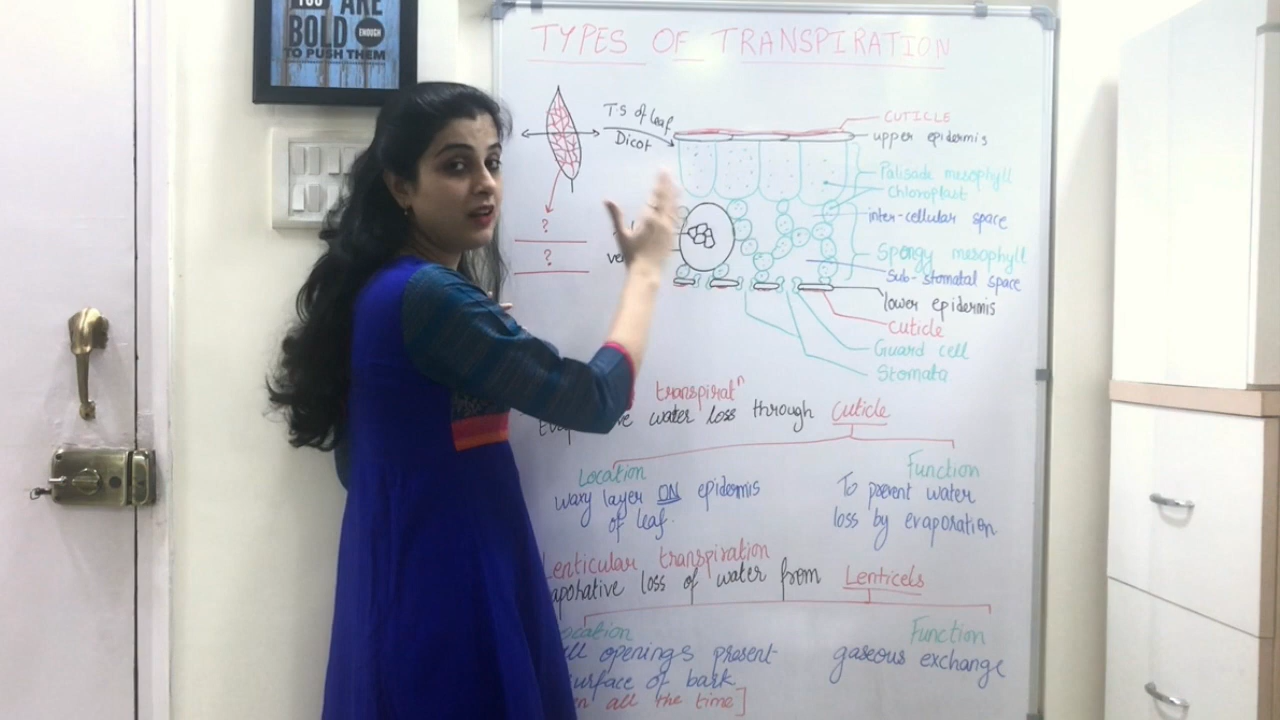 YOU ARE
BOLD ENOUGH
TO PUSH THEM
TYPES OF TRANSPIRATION
TS of leaf
Dicot
CUTICLE
upper epidermis
Palisade mesophyll
Chloroplast
inter-cellular space
Spongy mesophyll
Sub-stomatal space
lower epidermis
cuticle
Guard cell
Stomata
?
?
transpiratⁿ
water loss through cuticle
Location
Function
waxy layer ON epidermis
of leaf.
To prevent water
loss by evaporation
Lenticular transpiration
loss of water from Lenticels
Function
openings present
surface of bark
all the time]
gaseous exchange